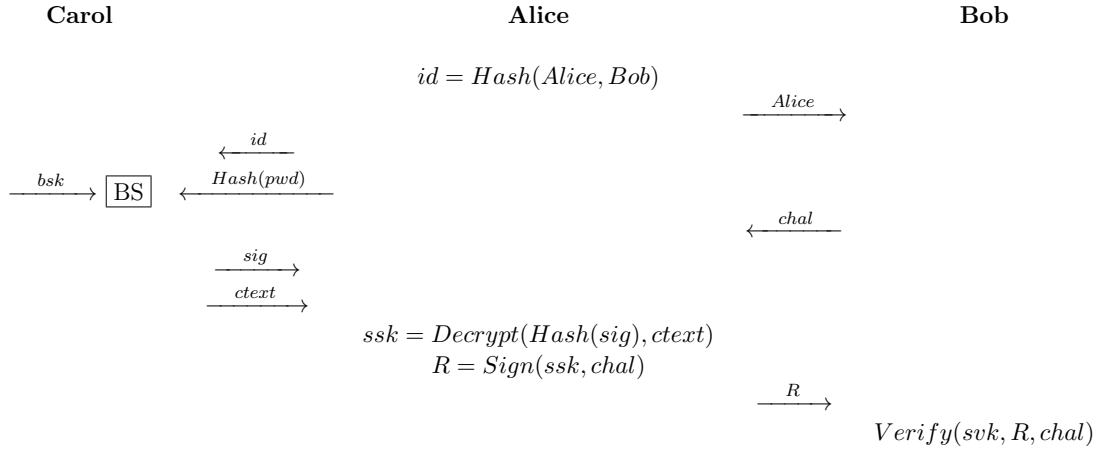 Carol Alice Bob
id = Hash(Alice, Bob)
Alice
id
bsk BS Hash(pwd)
chal
sig
ctext
ssk = Decrypt(Hash(sig), ctext)
R = Sign(ssk, chal)
R
Verify(svk, R, chal)